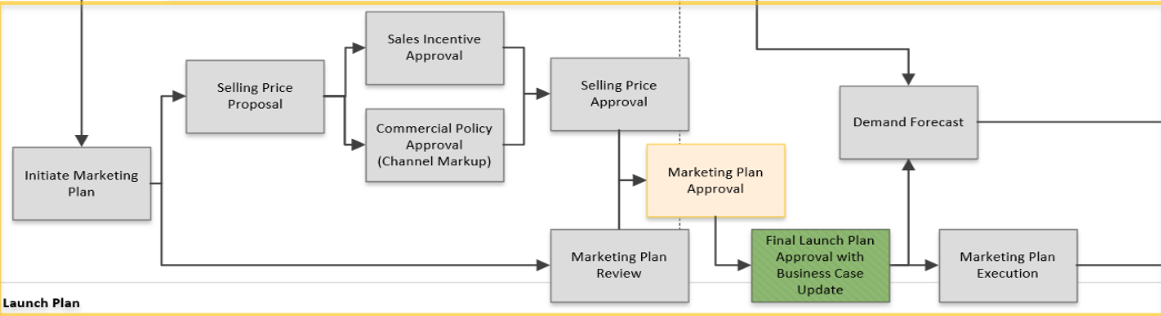 Initiate Marketing
Plan
Selling Price
Proposal
Sales Incentive
Approval
Commercial Policy
Approval
(Channel Markup)
Selling Price
Approval
Marketing Plan
Approval
Marketing Plan
Review
Final Launch Plan
Approval with
Business Case
Update
Demand Forecast
Marketing Plan
Execution
Launch Plan